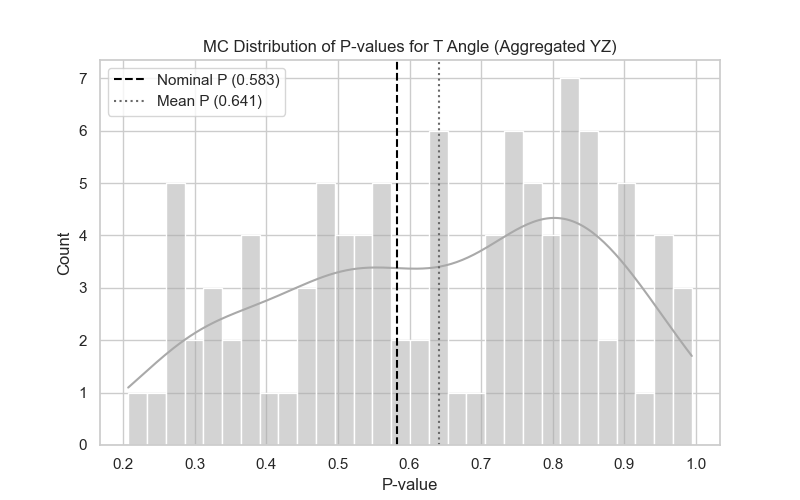 MC Distribution of P-values for T Angle (Aggregated YZ)
Nominal P (0.583)
Mean P (0.641)
Count
7
6
5
4
3
2
1
0
0.2 0.3 0.4 0.5 0.6 0.7 0.8 0.9 1.0
P-value